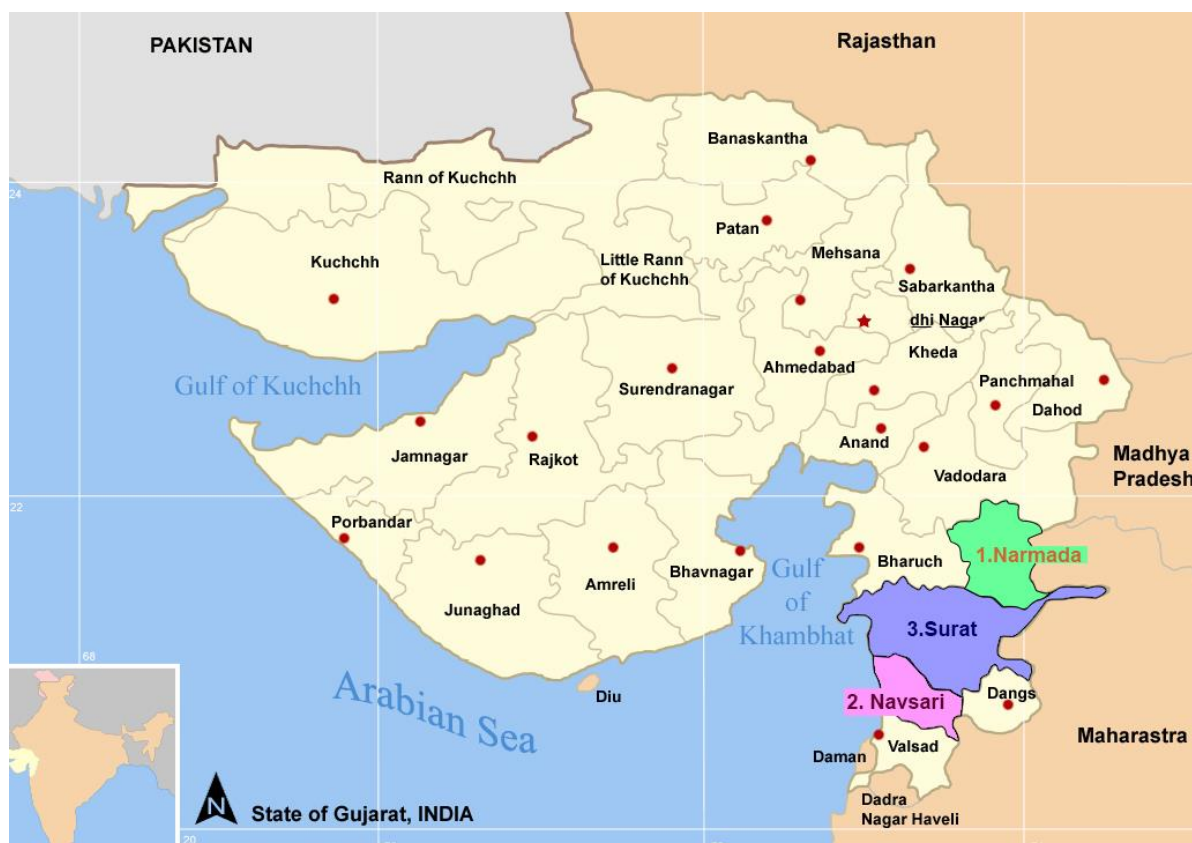 PAKISTAN
Rajasthan
Banaskantha
24
Rann of Kuchchh
Patan
Mehsana
Kuchchh
Little Rann
of Kuchchh
Sabarkantha
dhi Nagar
Gulf of Kuchchh
Surendranagar
Ahmedabad
Kheda
Panchmahal
Dahod
Jamnagar
Rajkot
Anand
Vadodara
Madhya
Pradesh
22
Porbandar
Bharuch
1.Narmada
Junaghad
Amreli
Bhavnagar
Gulf
of
Khambhat
3.Surat
68
Arabian Sea
Diu
2. Navsari
Dangs
Daman
Valsad
Maharastra
N
State of Gujarat, INDIA
Dadra
Nagar Haveli
20